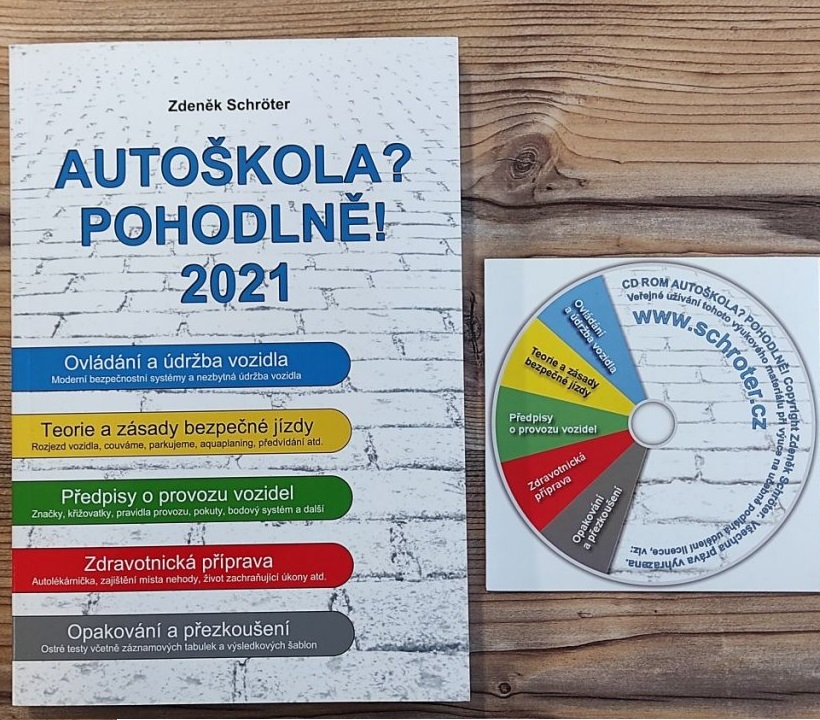 Zdeněk Schröter
AUTOŠKOLA?
POHODLNĚ!
2021
Ovládání a údržba vozidla
Moderní bezpečnostní systémy a nezbytná údržba vozidla
Teorie a zásady bezpečné jízdy
Rozjezd vozidla, couváme, parkujeme, aquaplaning, předvídání atd.
Předpisy o provozu vozidel
Značky, křižovatky, pravidla provozu, pokuty, bodový systém a další
Zdravotnická příprava
Autolékárnička, zajištění místa nehody, život zachraňující úkony atd.
Opakování a přezkoušení
Ostré testy včetně záznamových tabulek a výsledkových šablon
CD ROM AUTOŠKOLA? POHODLNĚ! Copyright Zdeněk Schröter. Všechna práva vyhrazena.
Veřejné užívání tohoto výukového materiálu při výuce na učebně podléhá udělení licence, viz:
www.schroter.cz
Ovládání
a údržba vozidla
Teorie a zásady
bezpečné jízdy
Předpisy
o provozu vozidel
Zdravotnická
příprava
Opakování
a přezkoušení